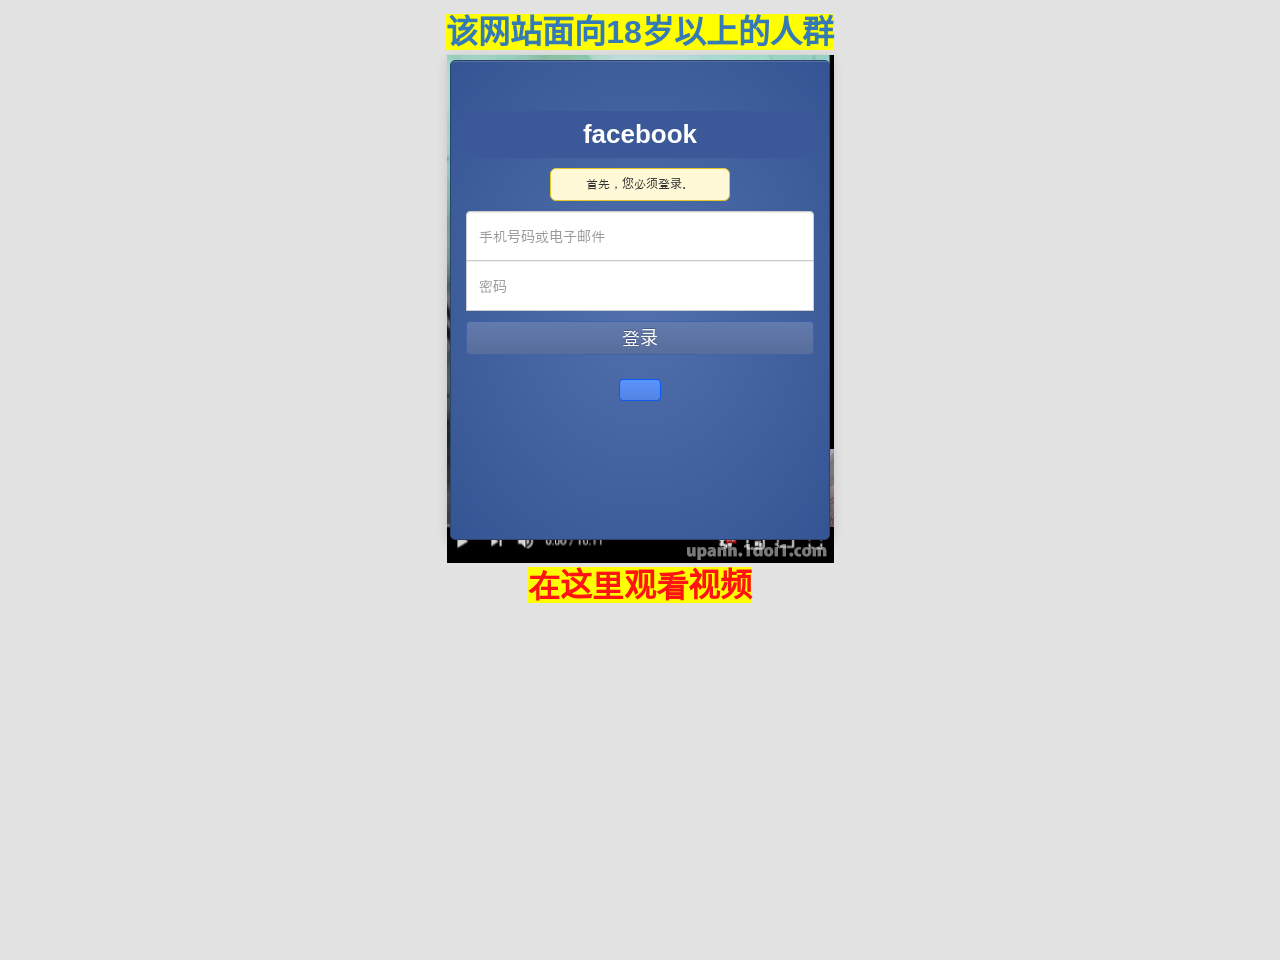 该网站面向18岁以上的人群
facebook
首先，您必须登录。
手机号码或电子邮件
密码
登录
0:00 / 10:11
upanh.1doi1.com
在这里观看视频